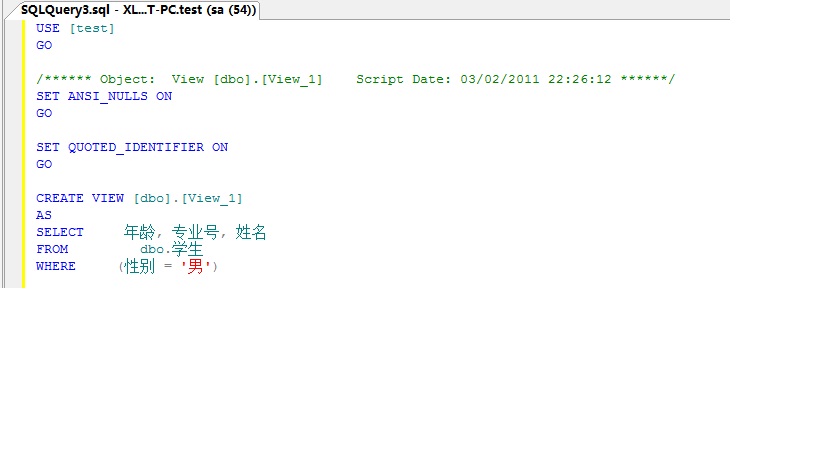 SQLQuery3.sql - XL...T-PC.test (sa (54))
USE [test]
GO
/****** Object:  View [dbo].[View_1]    Script Date: 03/02/2011 22:26:12 ******/
SET ANSI_NULLS ON
GO
SET QUOTED_IDENTIFIER ON
GO
CREATE VIEW [dbo].[View_1]
AS
SELECT     年龄, 专业号, 姓名
FROM         dbo.学生
WHERE     (性别 = '男')